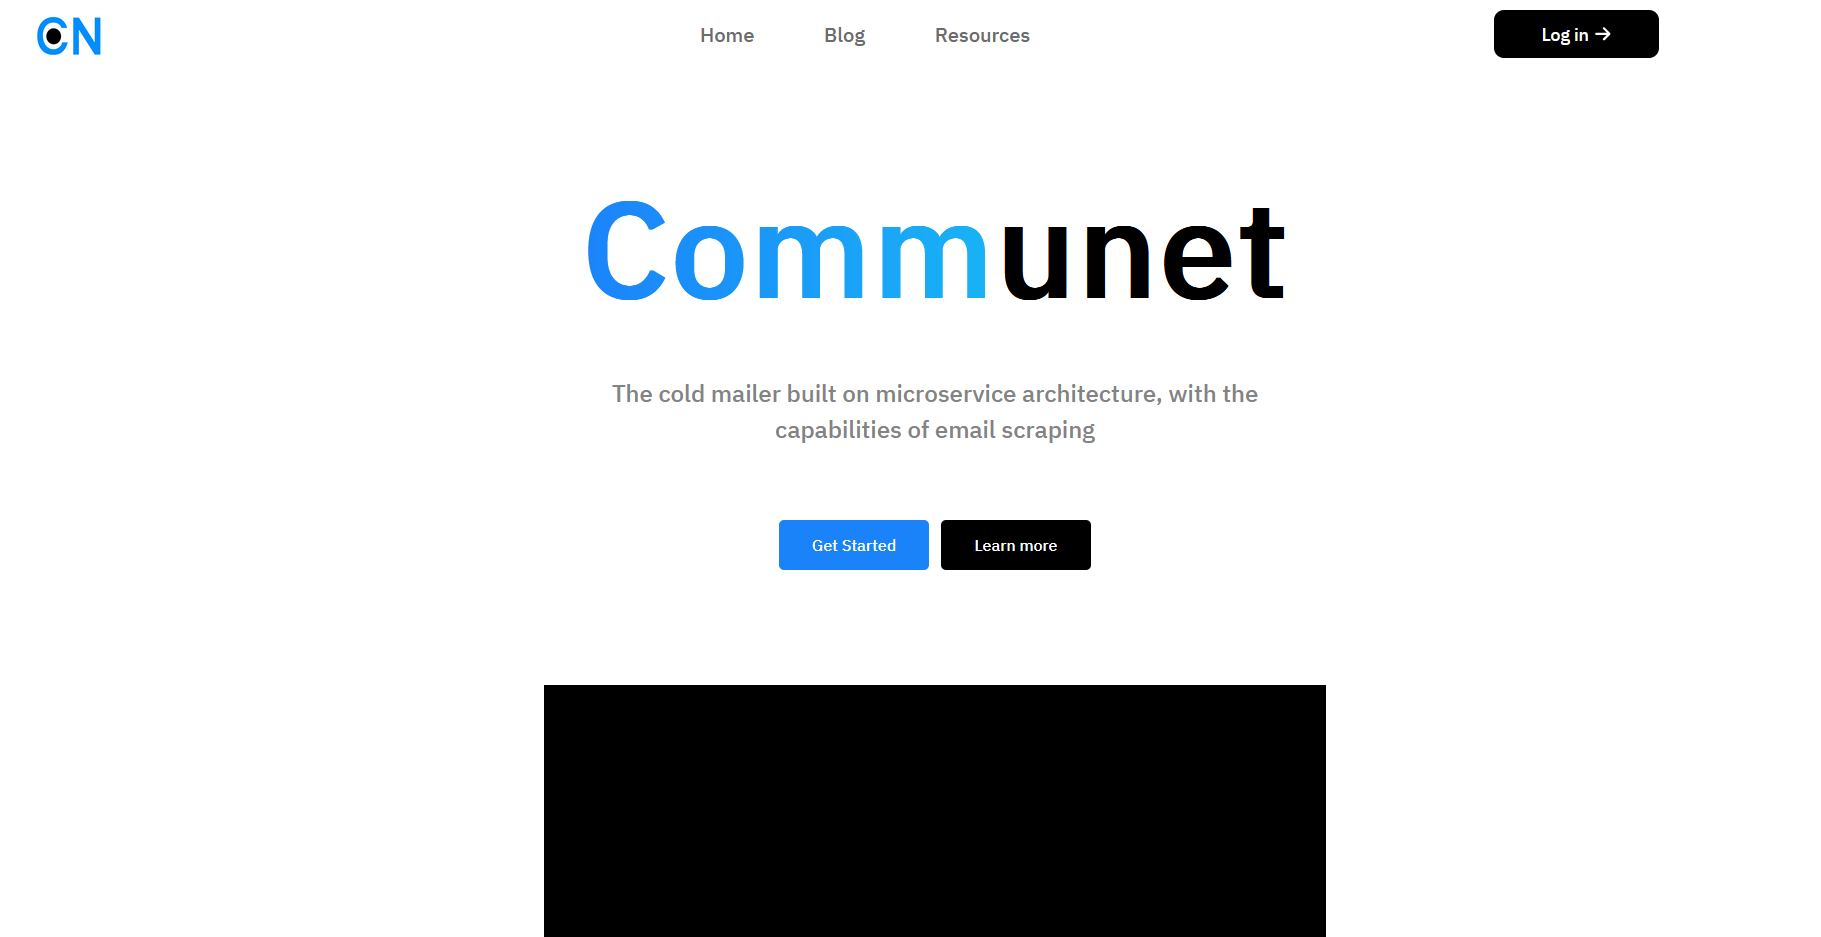 CN
Home Blog Resources
Log in →
Communet
The cold mailer built on microservice architecture, with the
capabilities of email scraping
Get Started Learn more